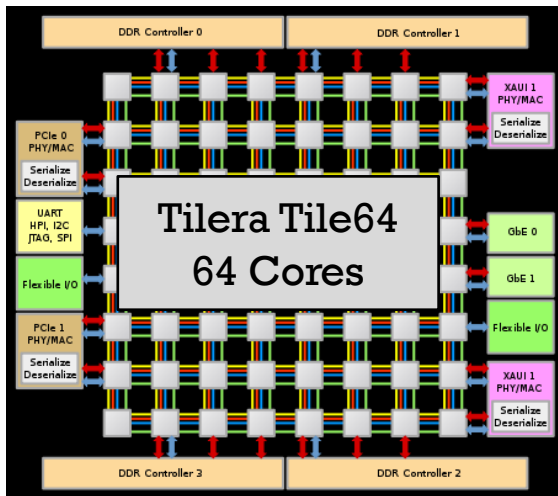 DDR Controller 0
DDR Controller 1
XAUI 1
PHY/MAC
Serialize
Deserialize
PCIe 0
PHY/MAC
Serialize
Deserialize
UART
HPI, I2C
JTAG, SPI
Flexible I/O
PCIe 1
PHY/MAC
Serialize
Deserialize
Tilera Tile64
64 Cores
GbE 0
GbE 1
Flexible I/O
XAUI 1
PHY/MAC
Serialize
Deserialize
DDR Controller 3
DDR Controller 2